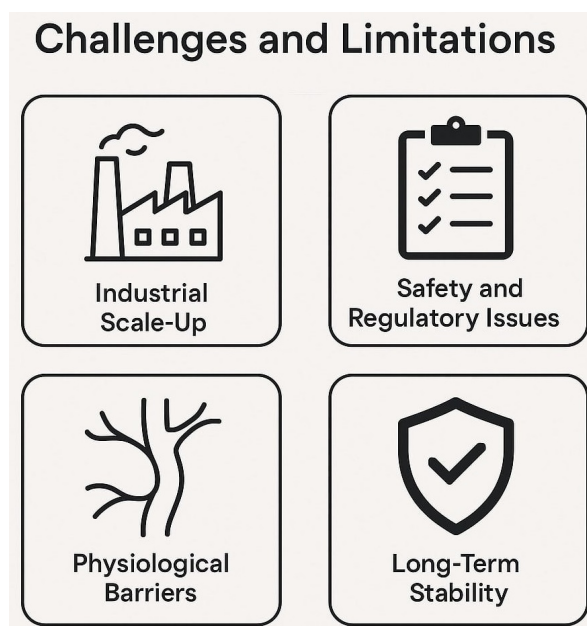 Challenges and Limitations
Industrial
Scale-Up
Safety and
Regulatory Issues
Physiological
Barriers
Long-Term
Stability